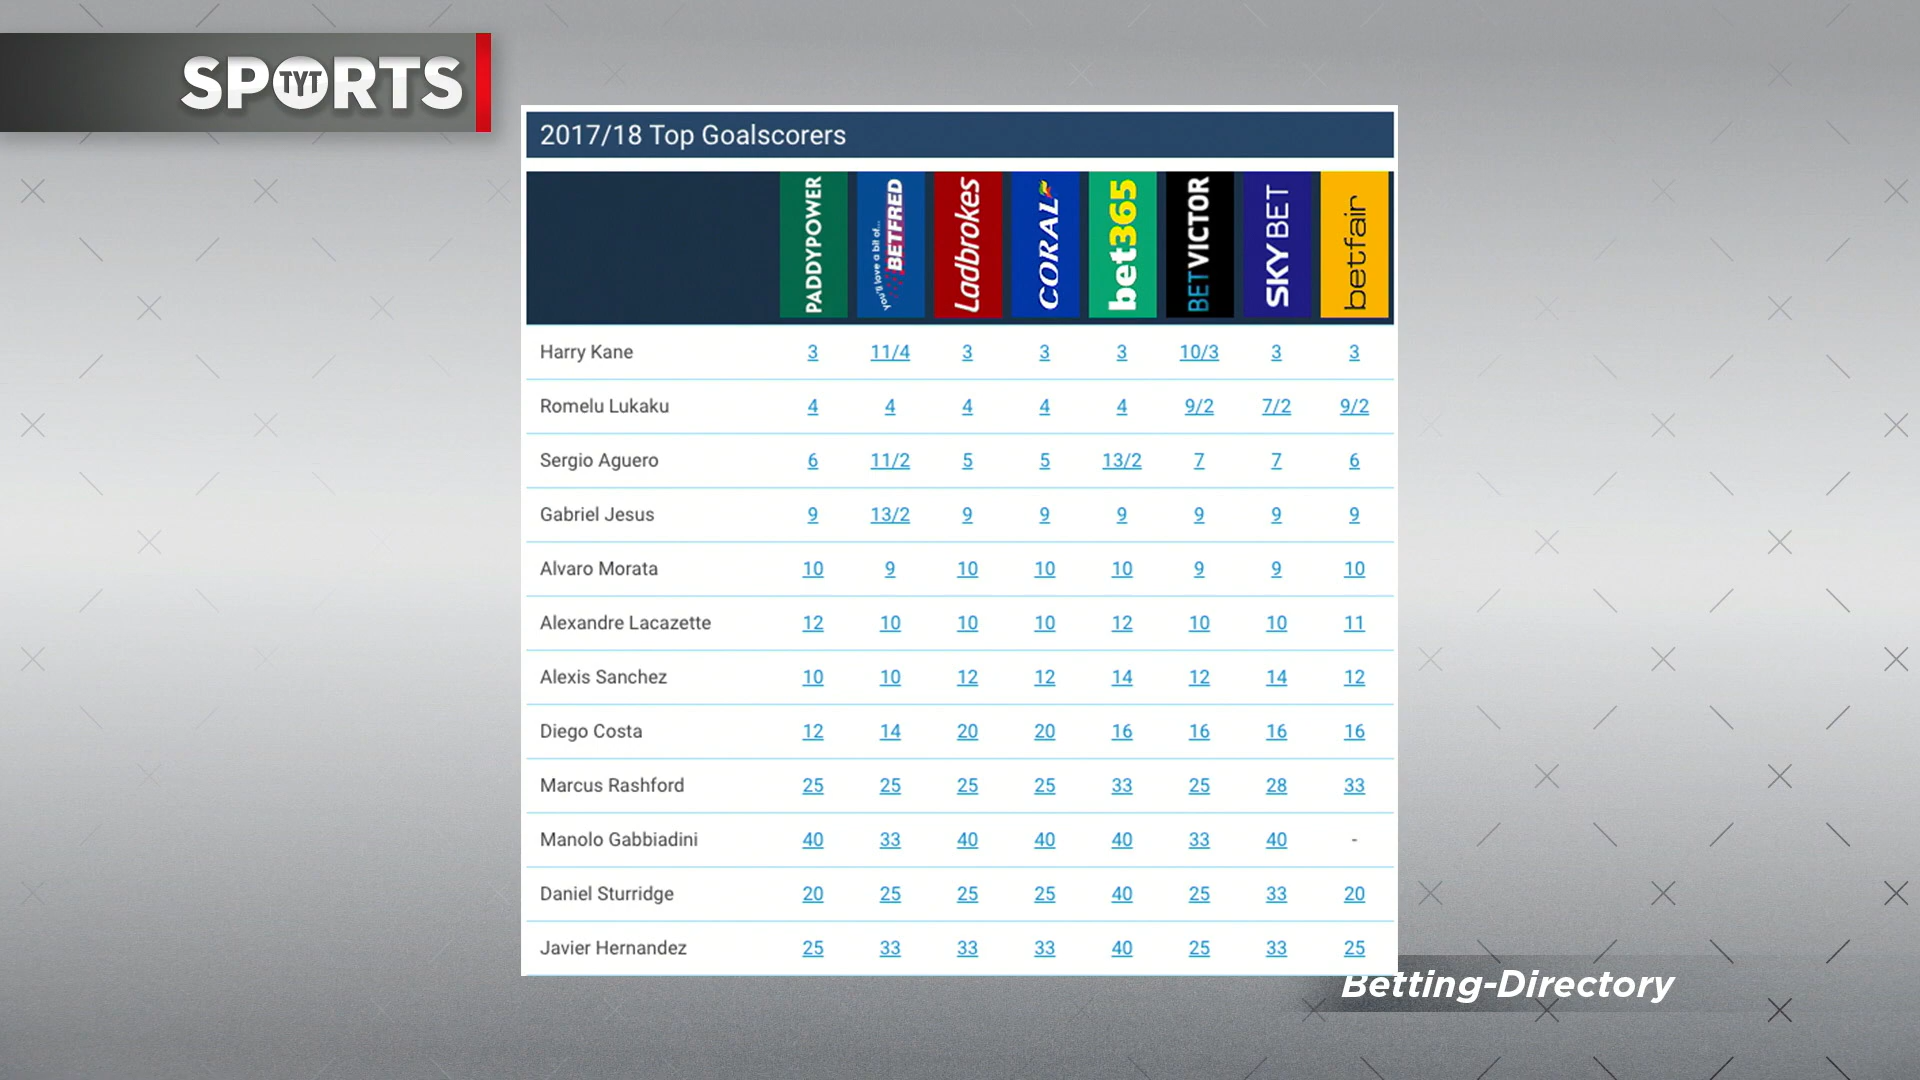 SPORTS
TYT
2017/18 Top Goalscorers
PADDYPOWER you'll love a bit of... BETFRED Ladbrokes CORAL bet365 BETVICTOR SKY BET betfair
Harry Kane 3 11/4 3 3 3 10/3 3 3
Romelu Lukaku 4 4 4 4 4 9/2 7/2 9/2
Sergio Aguero 6 11/2 5 5 13/2 7 7 6
Gabriel Jesus 9 13/2 9 9 9 9 9 9
Alvaro Morata 10 9 10 10 10 9 9 10
Alexandre Lacazette 12 10 10 10 12 10 10 11
Alexis Sanchez 10 10 12 12 14 12 14 12
Diego Costa 12 14 20 20 16 16 16 16
Marcus Rashford 25 25 25 25 33 25 28 33
Manolo Gabbiadini 40 33 40 40 40 33 40 -
Daniel Sturridge 20 25 25 25 40 25 33 20
Javier Hernandez 25 33 33 33 40 25 33 25
Betting-Directory